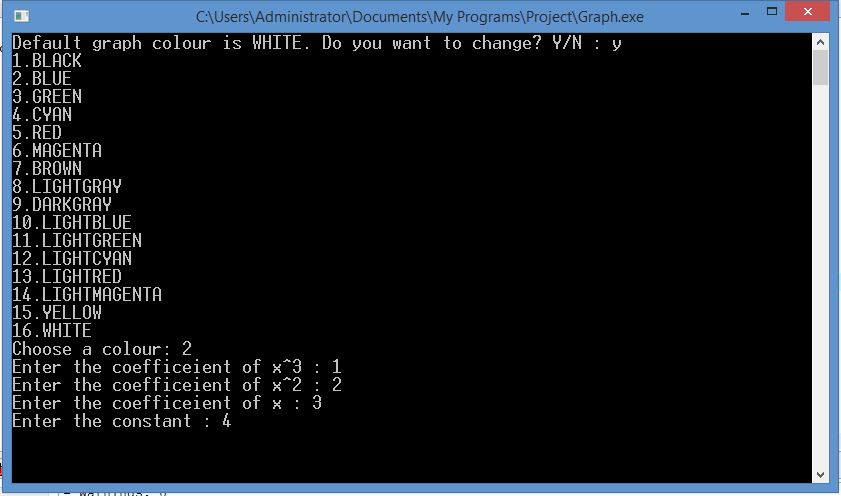 C:\Users\Administrator\Documents\My Programs\Project\Graph.exe
Default graph colour is WHITE. Do you want to change? Y/N : y
1.BLACK
2.BLUE
3.GREEN
4.CYAN
5.RED
6.MAGENTA
7.BROWN
8.LIGHTGRAY
9.DARKGRAY
10.LIGHTBLUE
11.LIGHTGREEN
12.LIGHTCYAN
13.LIGHTRED
14.LIGHTMAGENTA
15.YELLOW
16.WHITE
Choose a colour: 2
Enter the coefficeient of x^3 : 1
Enter the coefficeient of x^2 : 2
Enter the coefficeient of x : 3
Enter the constant : 4